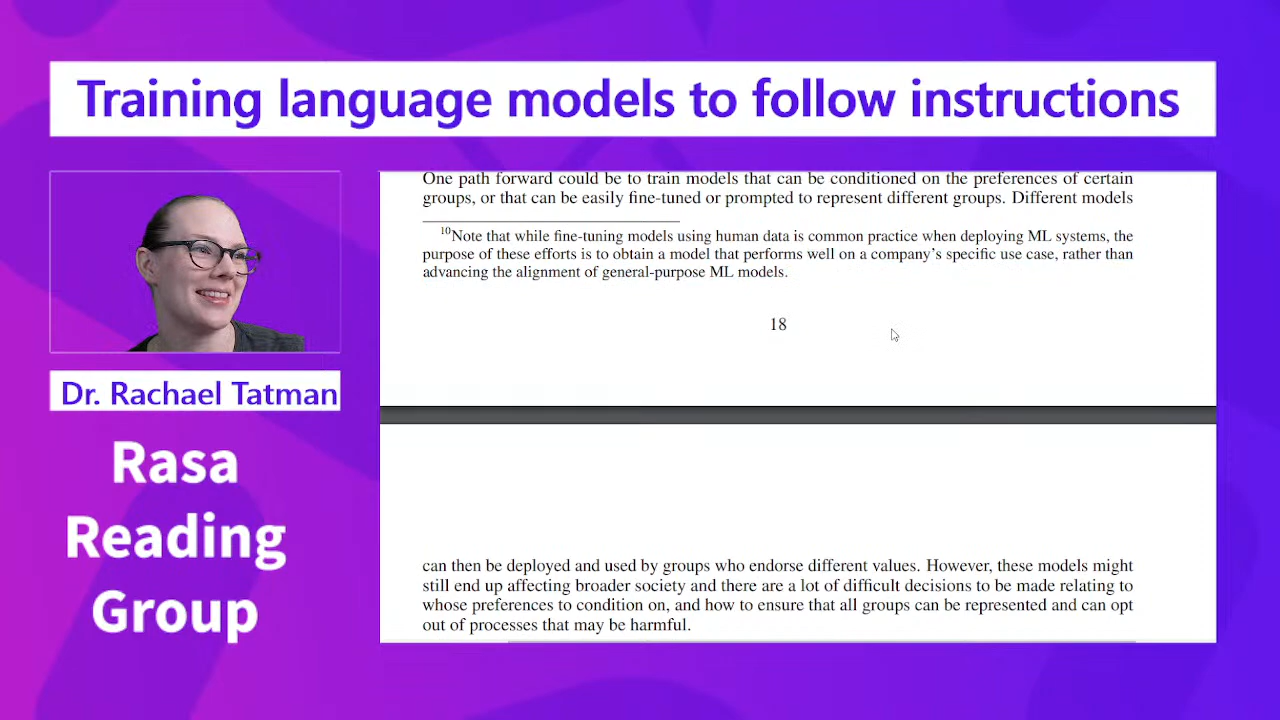 Training language models to follow instructions
One path forward could be to train models that can be conditioned on the preferences of certain
groups, or that can be easily fine-tuned or prompted to represent different groups. Different models
10Note that while fine-tuning models using human data is common practice when deploying ML systems, the
purpose of these efforts is to obtain a model that performs well on a company's specific use case, rather than
advancing the alignment of general-purpose ML models.
18
can then be deployed and used by groups who endorse different values. However, these models might
still end up affecting broader society and there are a lot of difficult decisions to be made relating to
whose preferences to condition on, and how to ensure that all groups can be represented and can opt
out of processes that may be harmful.
Dr. Rachael Tatman
Rasa
Reading
Group